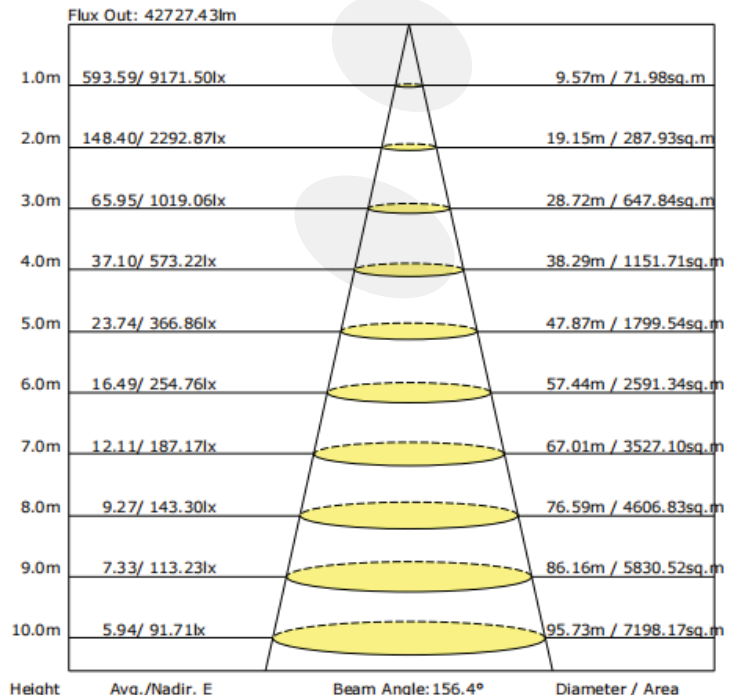 Flux Out: 42727.43lm
1.0m 593.59/ 9171.50lx 9.57m / 71.98sq.m
2.0m 148.40/ 2292.87lx 19.15m / 287.93sq.m
3.0m 65.95/ 1019.06lx 28.72m / 647.84sq.m
4.0m 37.10/ 573.22lx 38.29m / 1151.71sq.m
5.0m 23.74/ 366.86lx 47.87m / 1799.54sq.m
6.0m 16.49/ 254.76lx 57.44m / 2591.34sq.m
7.0m 12.11/ 187.17lx 67.01m / 3527.10sq.m
8.0m 9.27/ 143.30lx 76.59m / 4606.83sq.m
9.0m 7.33/ 113.23lx 86.16m / 5830.52sq.m
10.0m 5.94/ 91.71lx 95.73m / 7198.17sq.m
Height Avg./Nadir. E Beam Angle:156.4° Diameter / Area